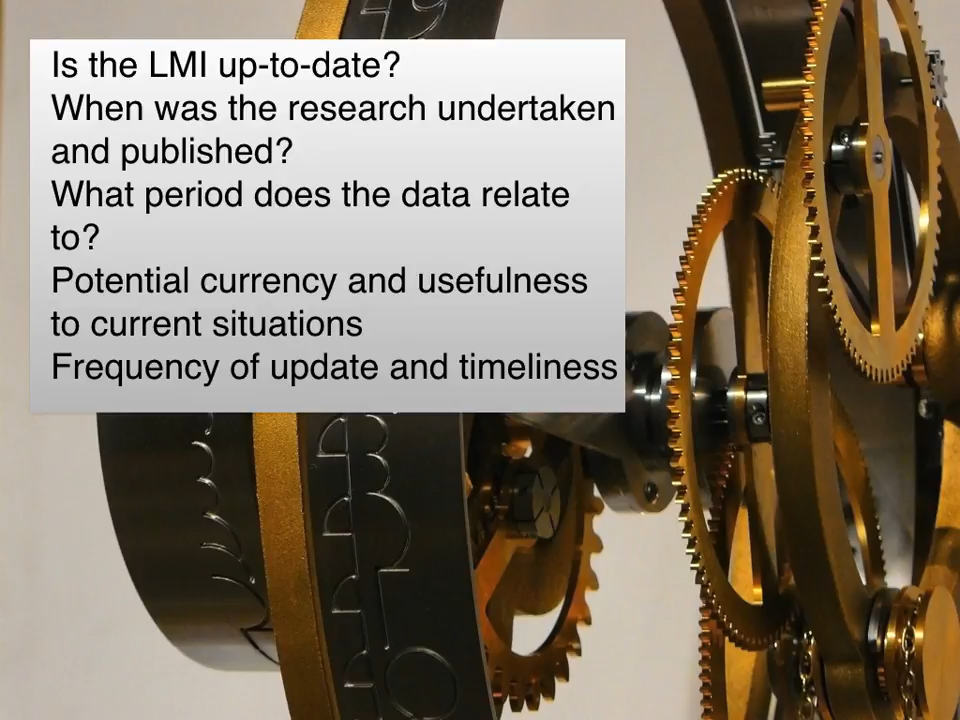 Is the LMI up-to-date?
When was the research undertaken
and published?
What period does the data relate
to?
Potential currency and usefulness
to current situations
Frequency of update and timeliness